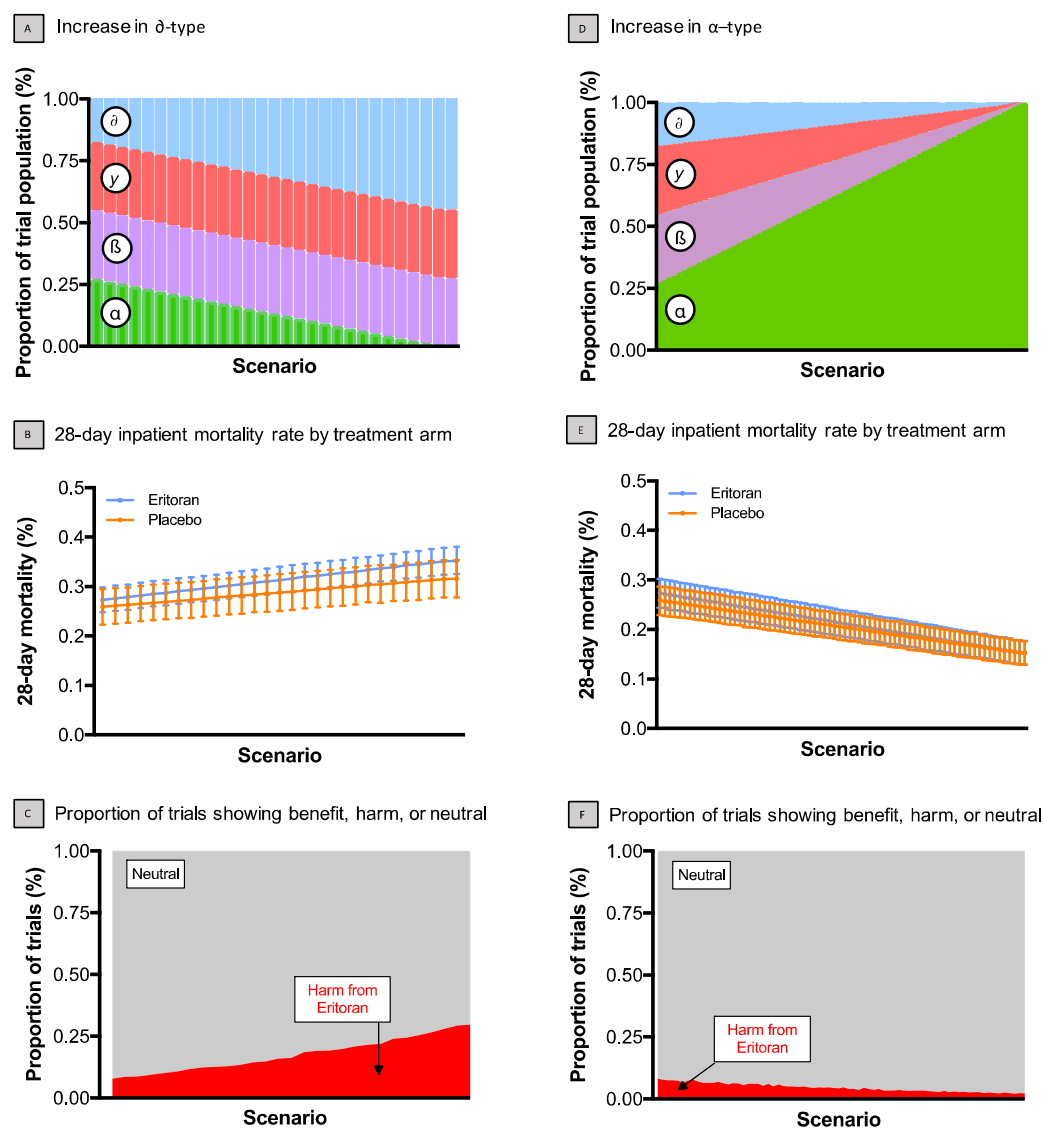 A Increase in ∂-type
Proportion of trial population (%)
1.00
0.75
0.50
0.25
0.00
∂
y
ß
α
Scenario
B 28-day inpatient mortality rate by treatment arm
28-day mortality (%)
0.5
0.4
0.3
0.2
0.1
0.0
Eritoran
Placebo
Scenario
C Proportion of trials showing benefit, harm, or neutral
Proportion of trials (%)
1.00
0.75
0.50
0.25
0.00
Neutral
Harm from
Eritoran
Scenario
D Increase in α–type
Proportion of trial population (%)
1.00
0.75
0.50
0.25
0.00
∂
y
ß
α
Scenario
E 28-day inpatient mortality rate by treatment arm
28-day mortality (%)
0.5
0.4
0.3
0.2
0.1
0.0
Eritoran
Placebo
Scenario
F Proportion of trials showing benefit, harm, or neutral
Proportion of trials (%)
1.00
0.75
0.50
0.25
0.00
Neutral
Harm from
Eritoran
Scenario